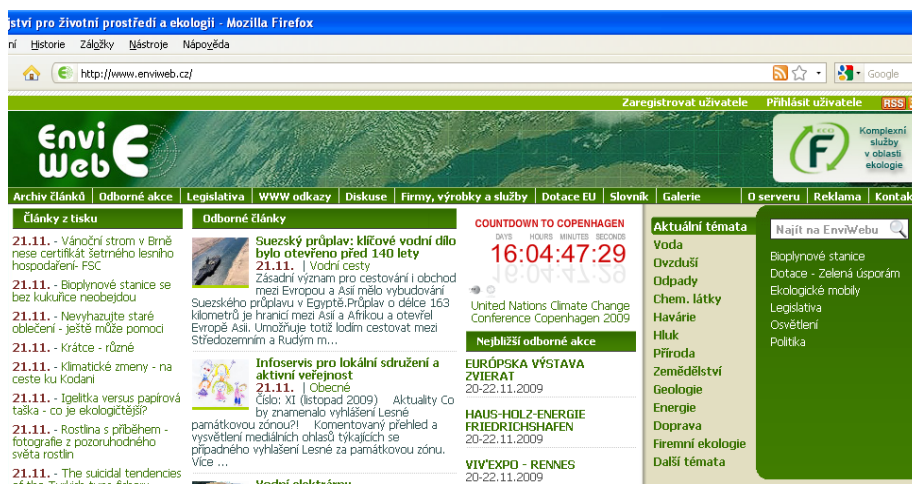 jství pro životní prostředí a ekologii - Mozilla Firefox
ní Historie Záložky Nástroje Nápověda
http://www.enviweb.cz/
Google
Zaregistrovat uživatele Přihlásit uživatele RSS
Envi
Web
eco
F
Komplexní
služby
v oblasti
ekologie
Archiv článků Odborné akce Legislativa WWW odkazy Diskuse Firmy, výrobky a služby Dotace EU Slovník Galerie O serveru Reklama Kontak
Články z tisku
21.11. - Vánoční strom v Brně
nese certifikát šetrného lesního
hospodaření- FSC
21.11. - Bioplynové stanice se
bez kukuřice neobejdou
21.11. - Nevyhazujte staré
oblečení - ještě může pomoci
21.11. - Krátce - různé
21.11. - Klimatické zmeny - na
ceste ku Kodani
21.11. - Igelitka versus papírová
taška - co je ekologičtější?
21.11. - Rostlina s příběhem -
fotografie z pozoruhodného
světa rostlin
21.11. - The suicidal tendencies
Odborné články
Suezský průplav: klíčové vodní dílo
bylo otevřeno před 140 lety
21.11. | Vodní cesty
Zásadní význam pro cestování i obchod
mezi Evropou a Asií mělo vybudování
Suezského průplavu v Egyptě.Průplav o délce 163
kilometrů je hranicí mezi Asií a Afrikou a otevřel
Evropě Asii. Umožňuje totiž lodím cestovat mezi
Středozemním a Rudým m...
Infoservis pro lokální sdružení a
aktivní veřejnost
21.11. | Obecné
Číslo: XI (listopad 2009) Aktuality Co
by znamenalo vyhlášení Lesné
památkovou zónou?! Komentovaný přehled a
vysvětlení mediálních ohlasů týkajících se
případného vyhlašení Lesné za památkovou zónu.
Více ...
Vodní elektrárny
COUNTDOWN TO COPENHAGEN
DAYS HOURS MINUTES SECONDS
16:04:47:29
United Nations Climate Change
Conference Copenhagen 2009
Nejbližší odborné akce
EURÓPSKA VÝSTAVA
ZVIERAT
20-22.11.2009
HAUS-HOLZ-ENERGIE
FRIEDRICHSHAFEN
20-22.11.2009
VIV'EXPO - RENNES
20-22.11.2009
Aktuální témata
Voda
Ovzduší
Odpady
Chem. látky
Havárie
Hluk
Příroda
Zemědělství
Geologie
Energie
Doprava
Firemní ekologie
Další témata
Najít na EnviWebu
Bioplynové stanice
Dotace - Zelená úsporám
Ekologické mobily
Legislativa
Osvětlení
Politika